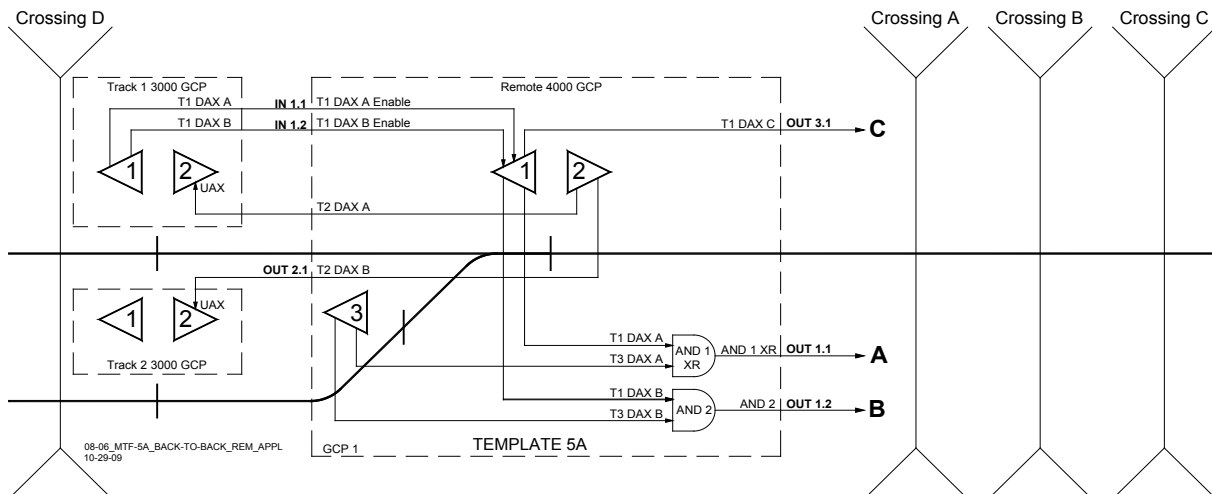 Crossing D
Crossing A
Crossing B
Crossing C
Track 1 3000 GCP
Remote 4000 GCP
T1 DAX A
IN 1.1
T1 DAX A Enable
T1 DAX B
IN 1.2
T1 DAX B Enable
T1 DAX C
OUT 3.1
C
1
2
UAX
1
2
T2 DAX A
OUT 2.1
T2 DAX B
1
2
UAX
3
Track 2 3000 GCP
T1 DAX A
T3 DAX A
AND 1
XR
AND 1 XR
OUT 1.1
A
T1 DAX B
T3 DAX B
AND 2
AND 2
OUT 1.2
B
08-06_MTF-5A_BACK-TO-BACK_REM_APPL
10-29-09
GCP 1
TEMPLATE 5A